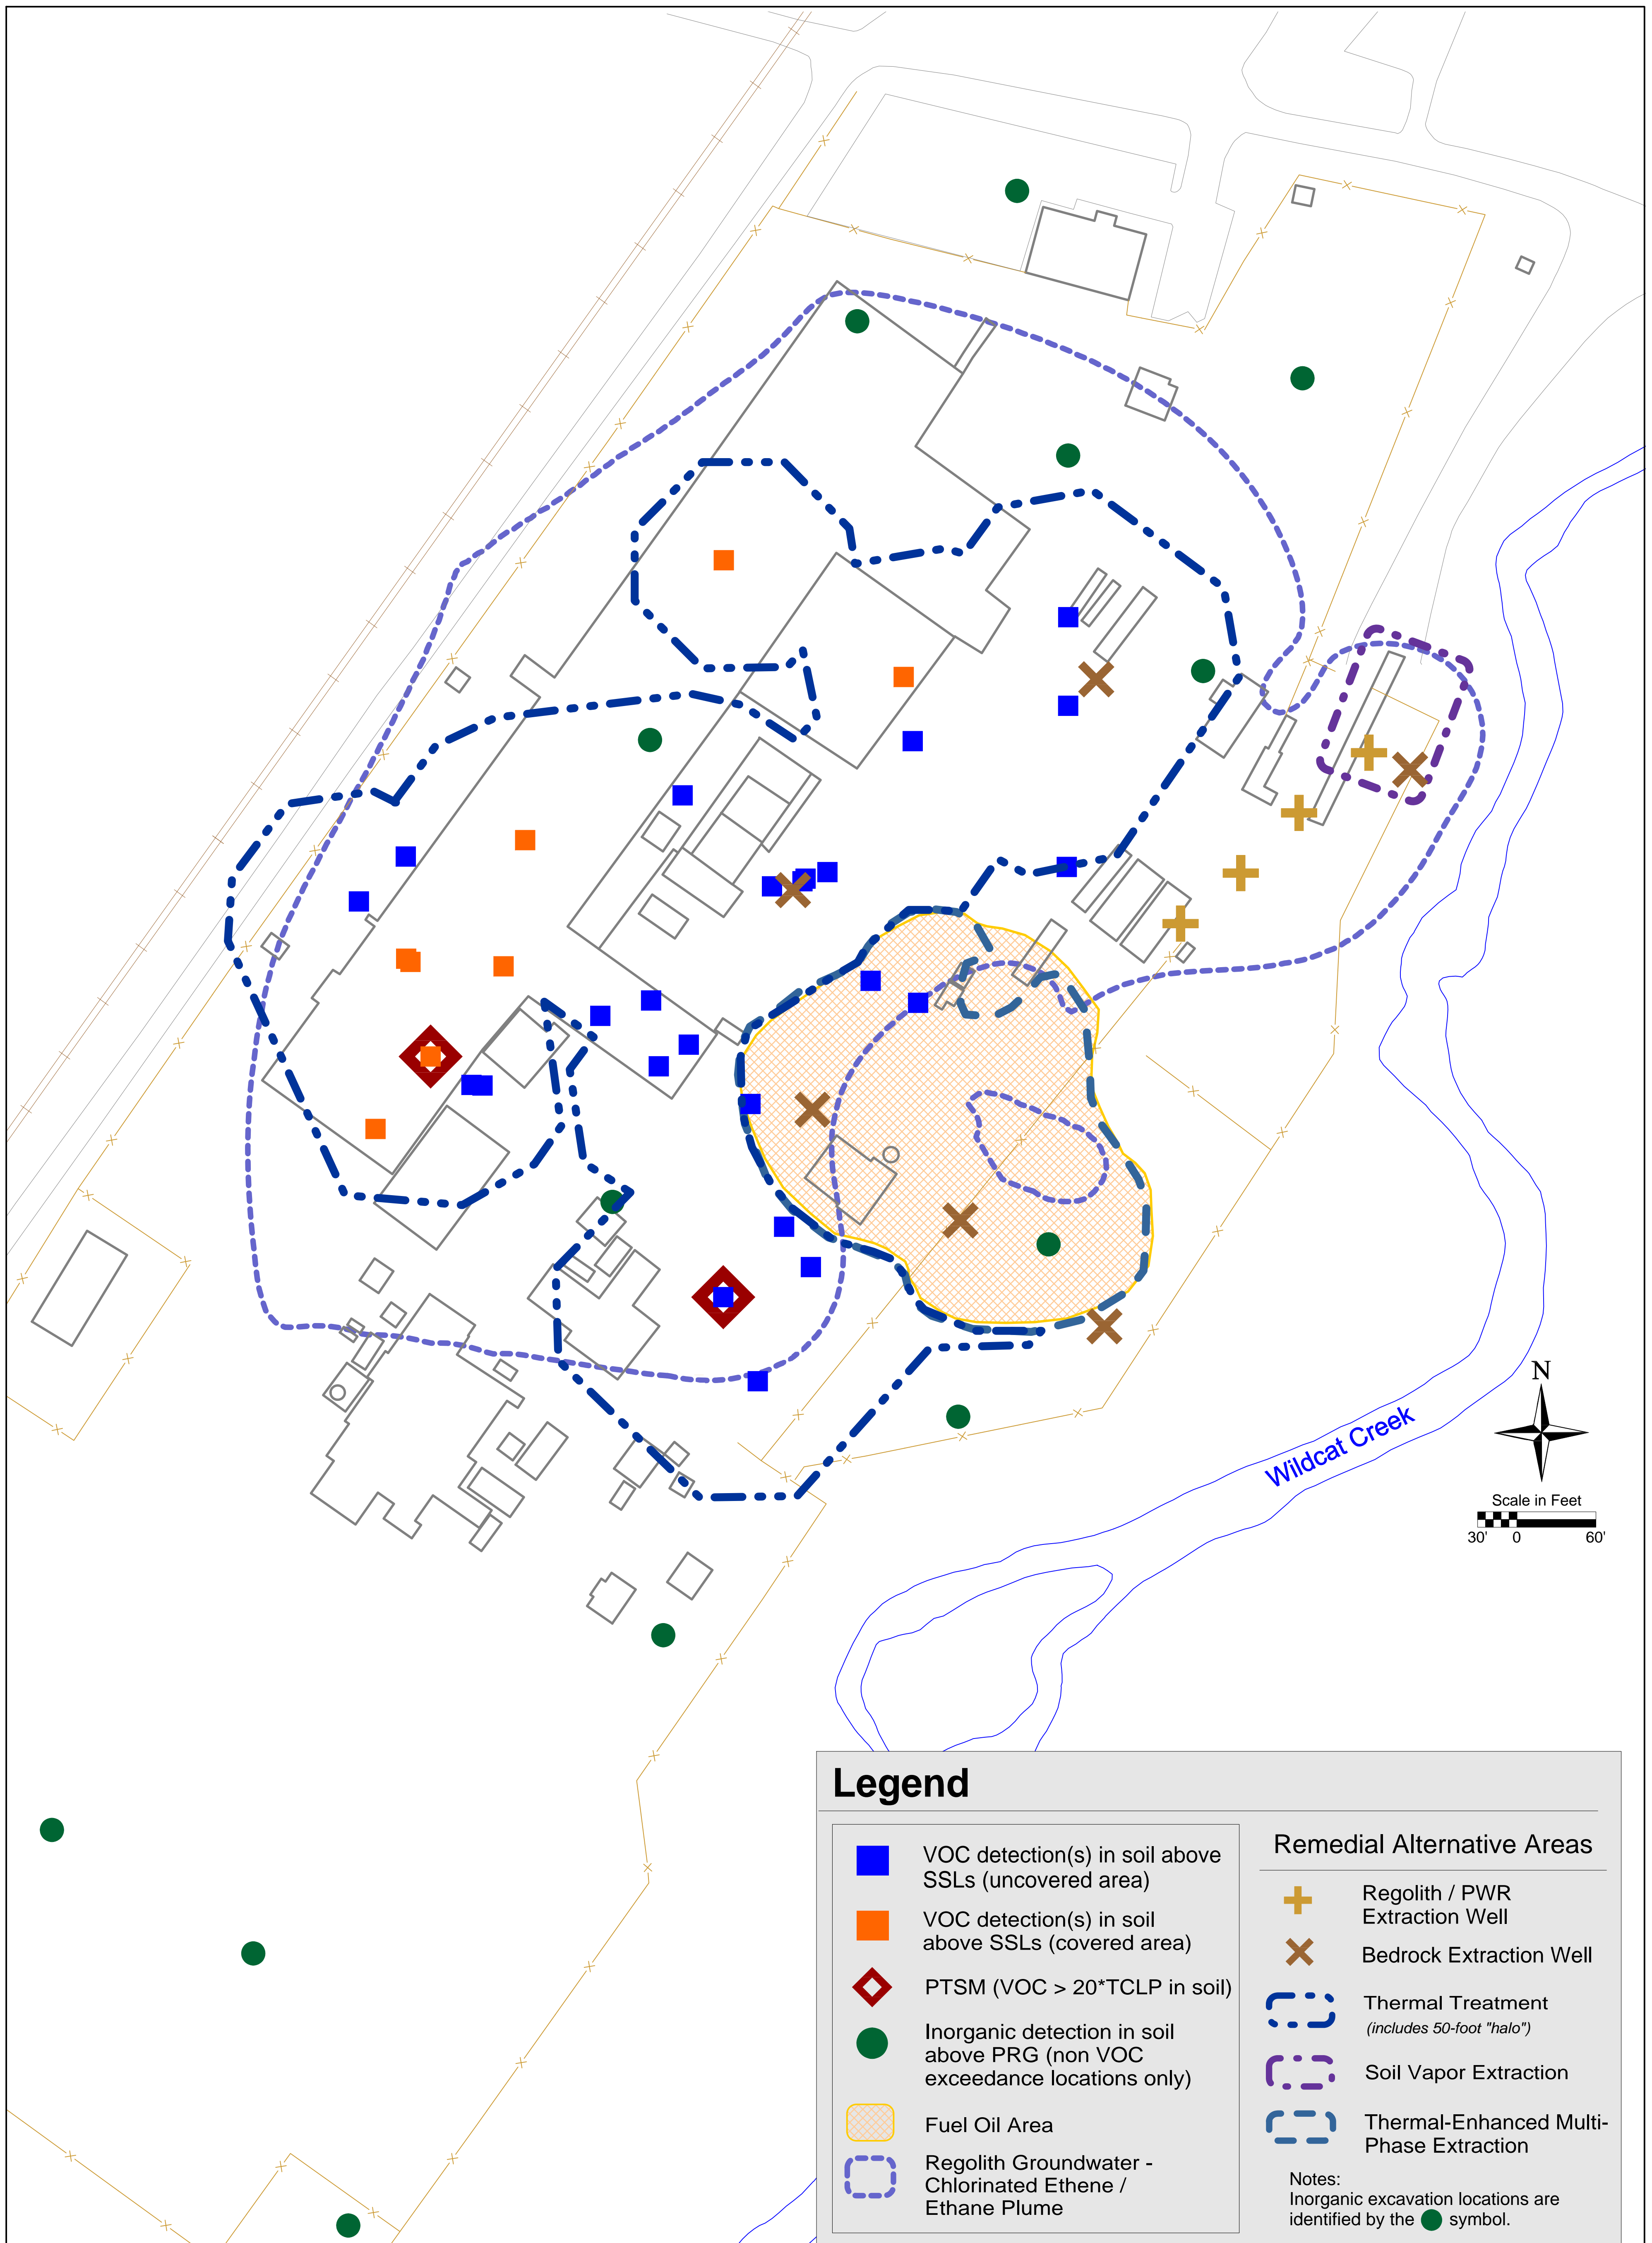 N
Wildcat Creek
Scale in Feet
30' 0 60'
Legend
VOC detection(s) in soil above
SSLs (uncovered area)
VOC detection(s) in soil
above SSLs (covered area)
PTSM (VOC > 20*TCLP in soil)
Inorganic detection in soil
above PRG (non VOC
exceedance locations only)
Fuel Oil Area
Regolith Groundwater -
Chlorinated Ethene /
Ethane Plume
Remedial Alternative Areas
Regolith / PWR
Extraction Well
Bedrock Extraction Well
Thermal Treatment
(includes 50-foot "halo")
Soil Vapor Extraction
Thermal-Enhanced Multi-
Phase Extraction
Notes:
Inorganic excavation locations are
identified by the symbol.